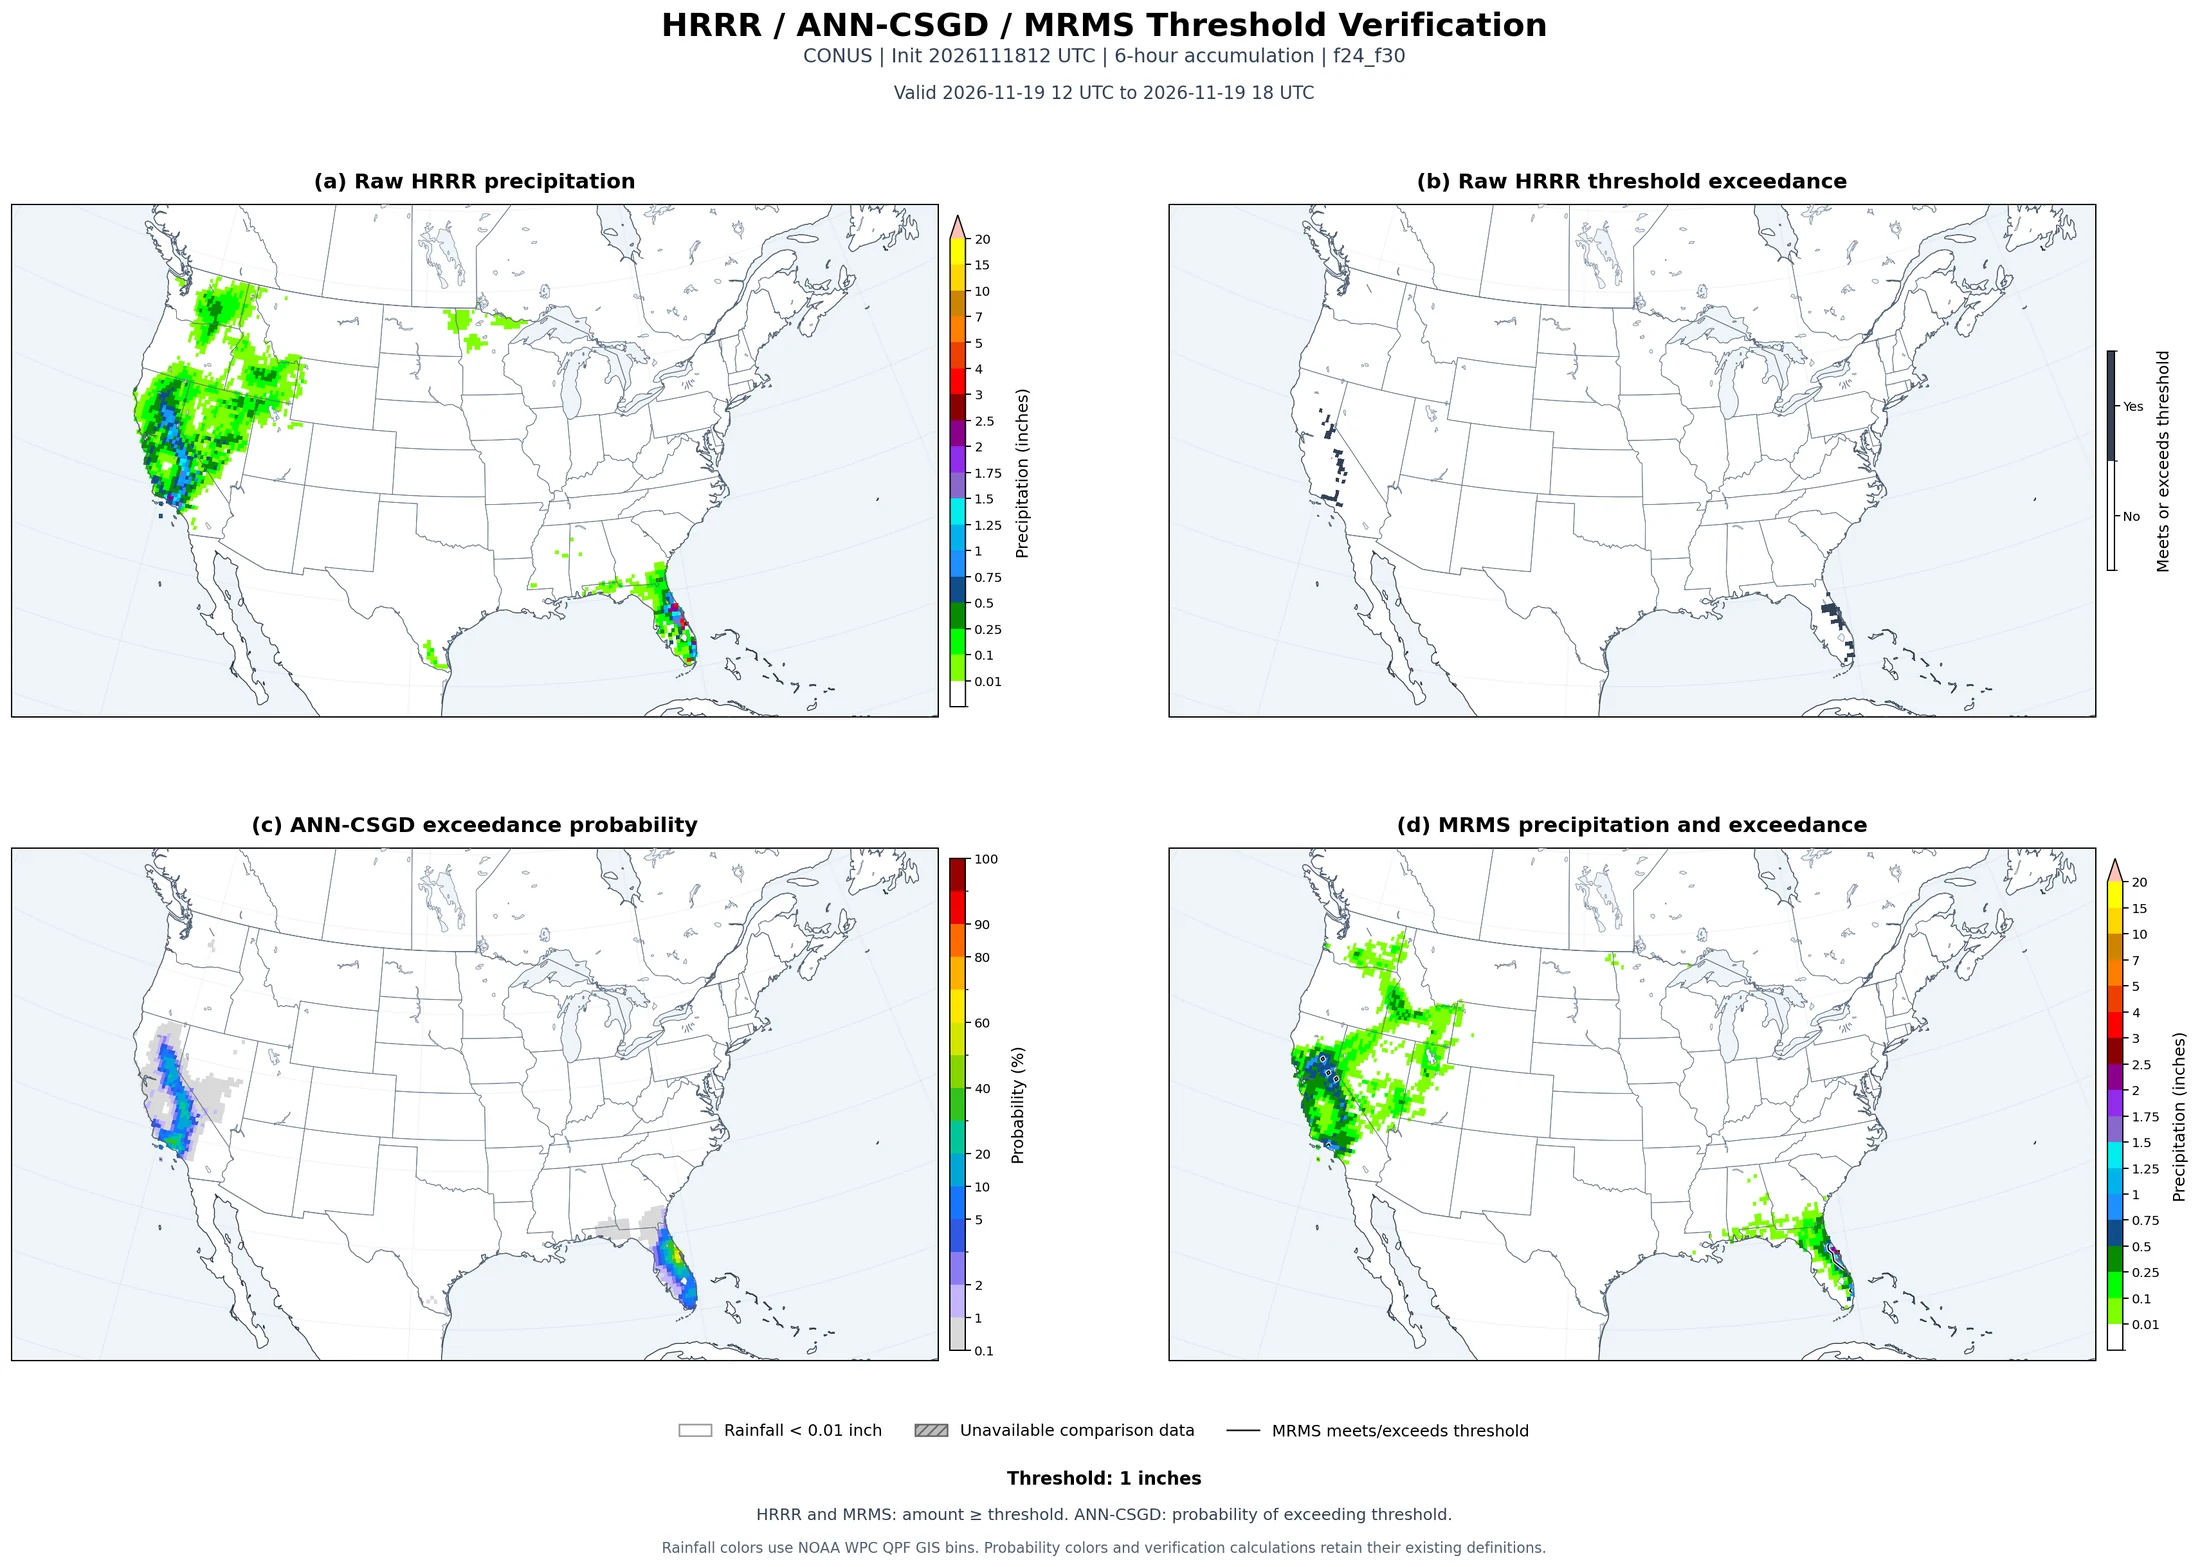 HRRR / ANN-CSGD / MRMS Threshold Verification
CONUS | Init 2026111812 UTC | 6-hour accumulation | f24_f30
Valid 2026-11-19 12 UTC to 2026-11-19 18 UTC
(a) Raw HRRR precipitation
20
15
10
7
5
4
3
2.5
2
1.75
1.5
1.25
1
0.75
0.5
0.25
0.1
0.01
Precipitation (inches)
(b) Raw HRRR threshold exceedance
Yes
No
Meets or exceeds threshold
(c) ANN-CSGD exceedance probability
100
90
80
60
40
20
10
5
2
1
0.1
Probability (%)
(d) MRMS precipitation and exceedance
20
15
10
7
5
4
3
2.5
2
1.75
1.5
1.25
1
0.75
0.5
0.25
0.1
0.01
Precipitation (inches)
Rainfall < 0.01 inch
Unavailable comparison data
MRMS meets/exceeds threshold
Threshold: 1 inches
HRRR and MRMS: amount ≥ threshold. ANN-CSGD: probability of exceeding threshold.
Rainfall colors use NOAA WPC QPF GIS bins. Probability colors and verification calculations retain their existing definitions.